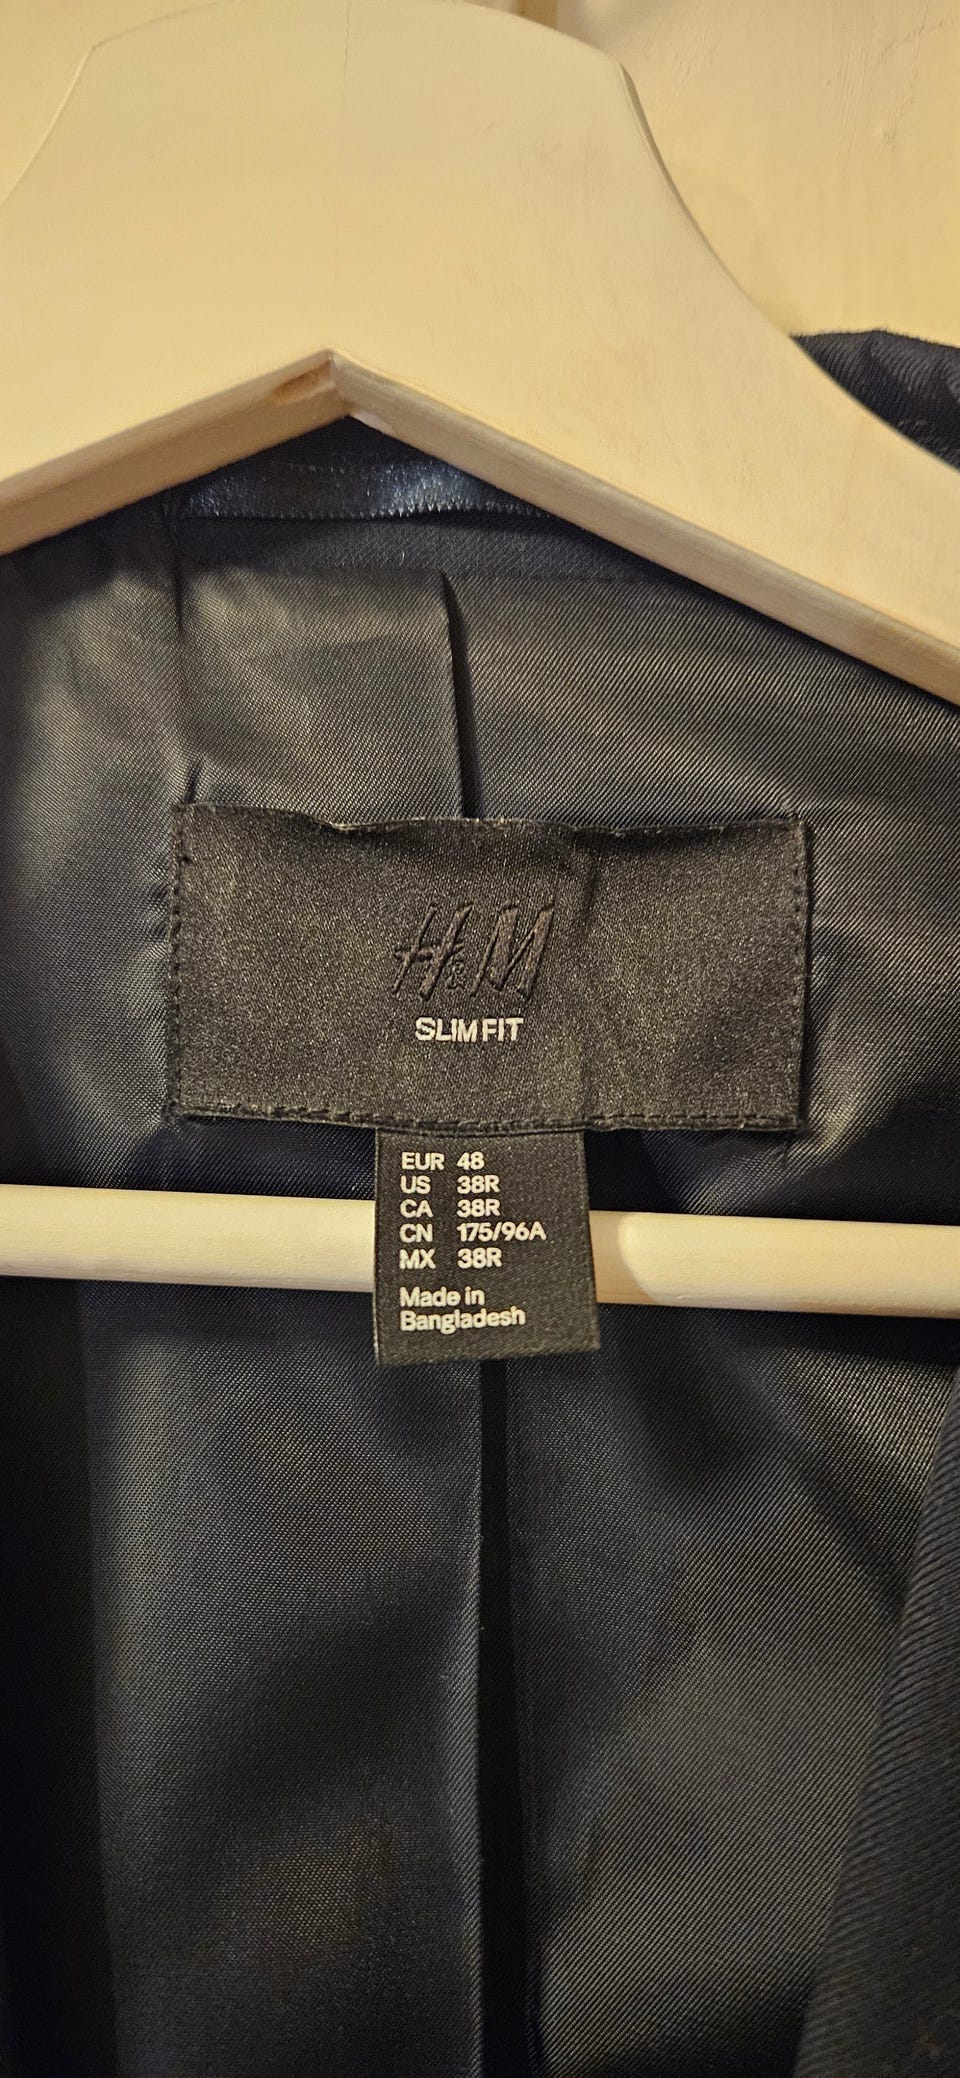 H&M
SLIM FIT
EUR 48
US 38R
CA 38R
CN 175/96A
MX 38R
Made in
Bangladesh